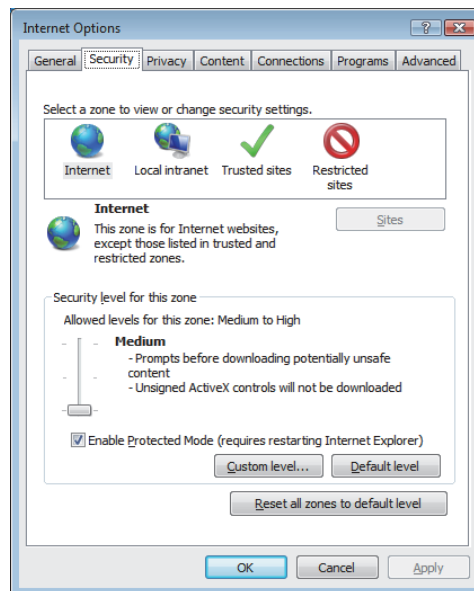 Internet Options
General Security Privacy Content Connections Programs Advanced
Select a zone to view or change security settings.
Internet Local intranet Trusted sites Restricted
sites
Internet
Sites
This zone is for Internet websites,
except those listed in trusted and
restricted zones.
Security level for this zone
Allowed levels for this zone: Medium to High
Medium
- Prompts before downloading potentially unsafe
content
- Unsigned ActiveX controls will not be downloaded
Enable Protected Mode (requires restarting Internet Explorer)
Custom level... Default level
Reset all zones to default level
OK Cancel Apply